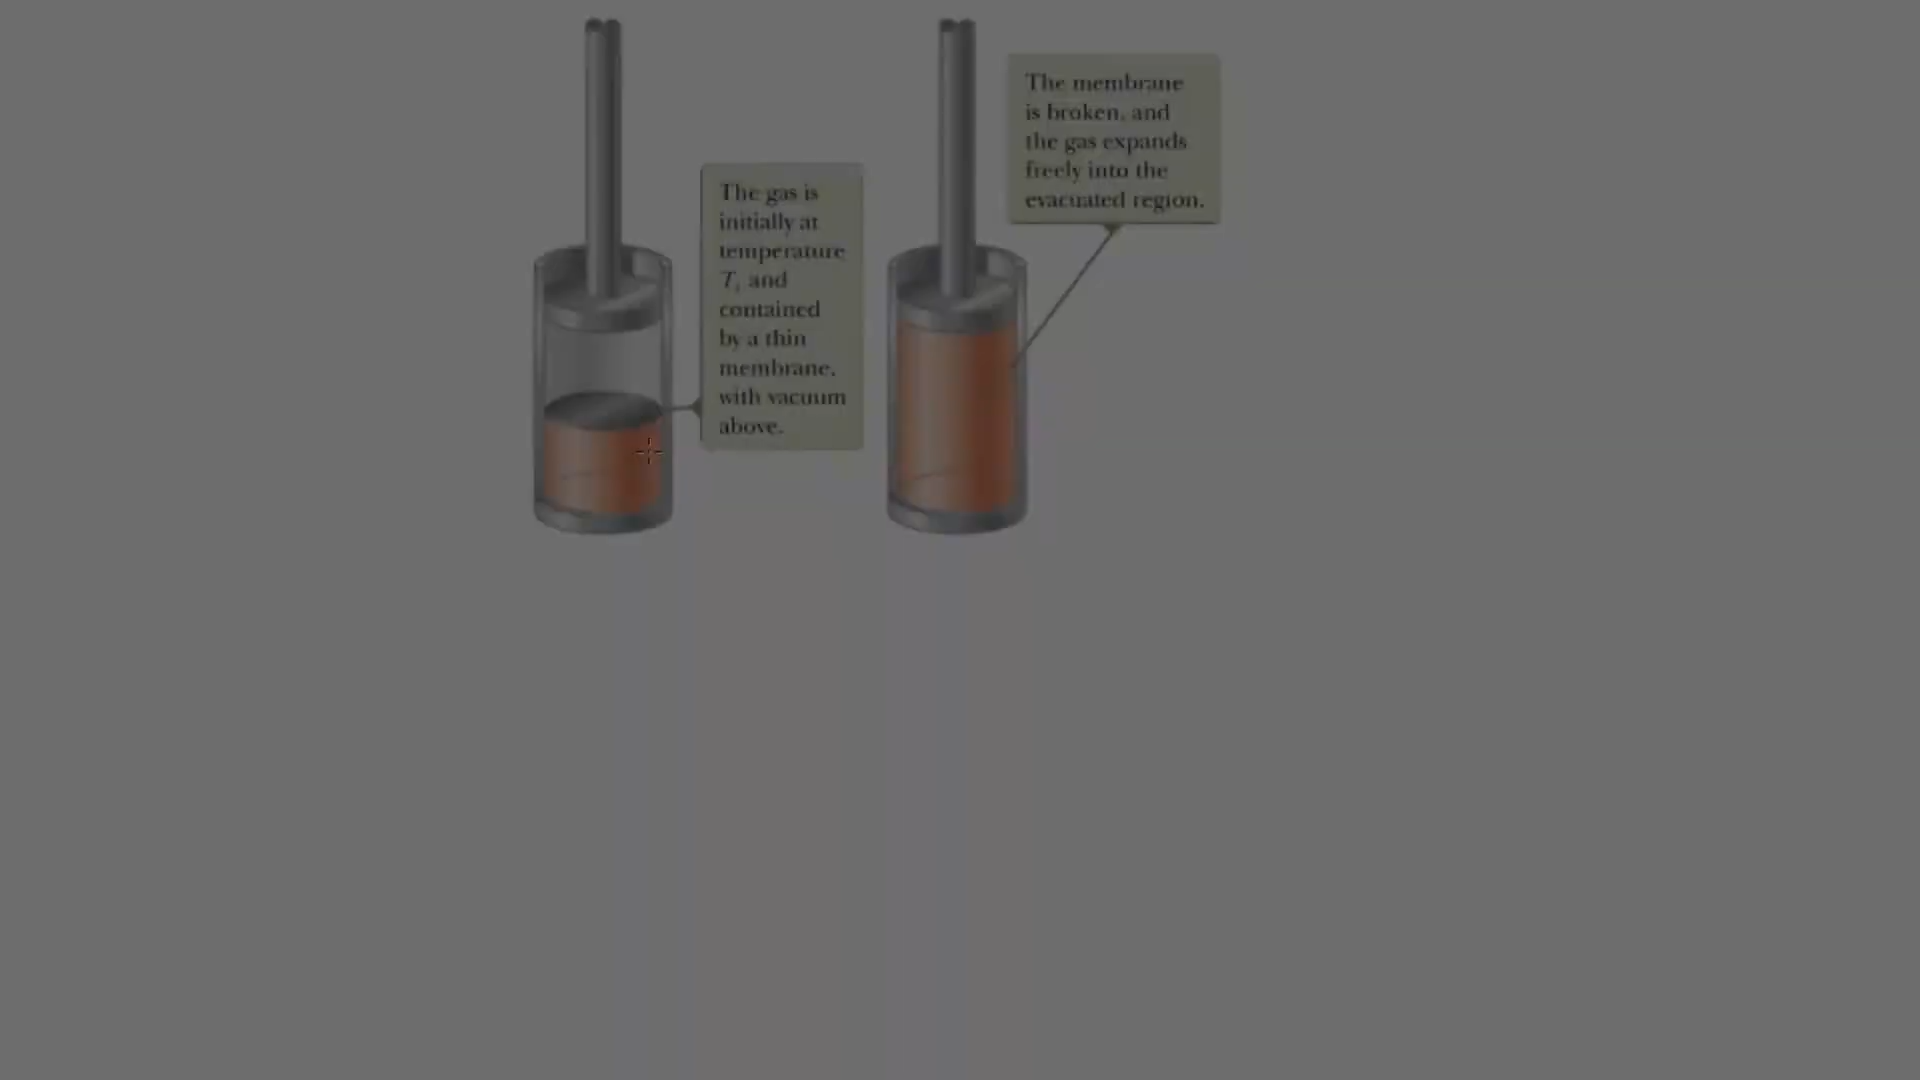 The gas is
initially at
temperature
Ti and
contained
by a thin
membrane,
with vacuum
above.
The membrane
is broken, and
the gas expands
freely into the
evacuated region.